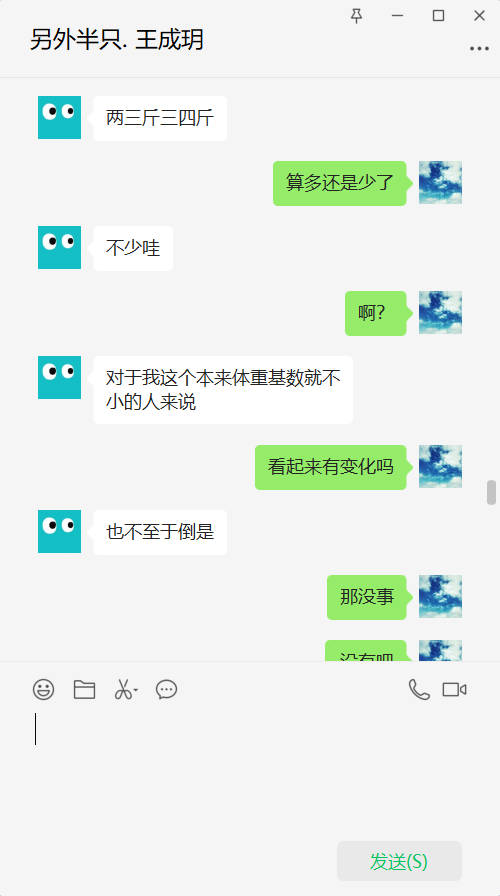 另外半只. 王成玥
两三斤三四斤
算多还是少了
不少哇
啊?
对于我这个本来体重基数就不
小的人来说
看起来有变化吗
也不至于倒是
那没事
没有吧
发送(S)